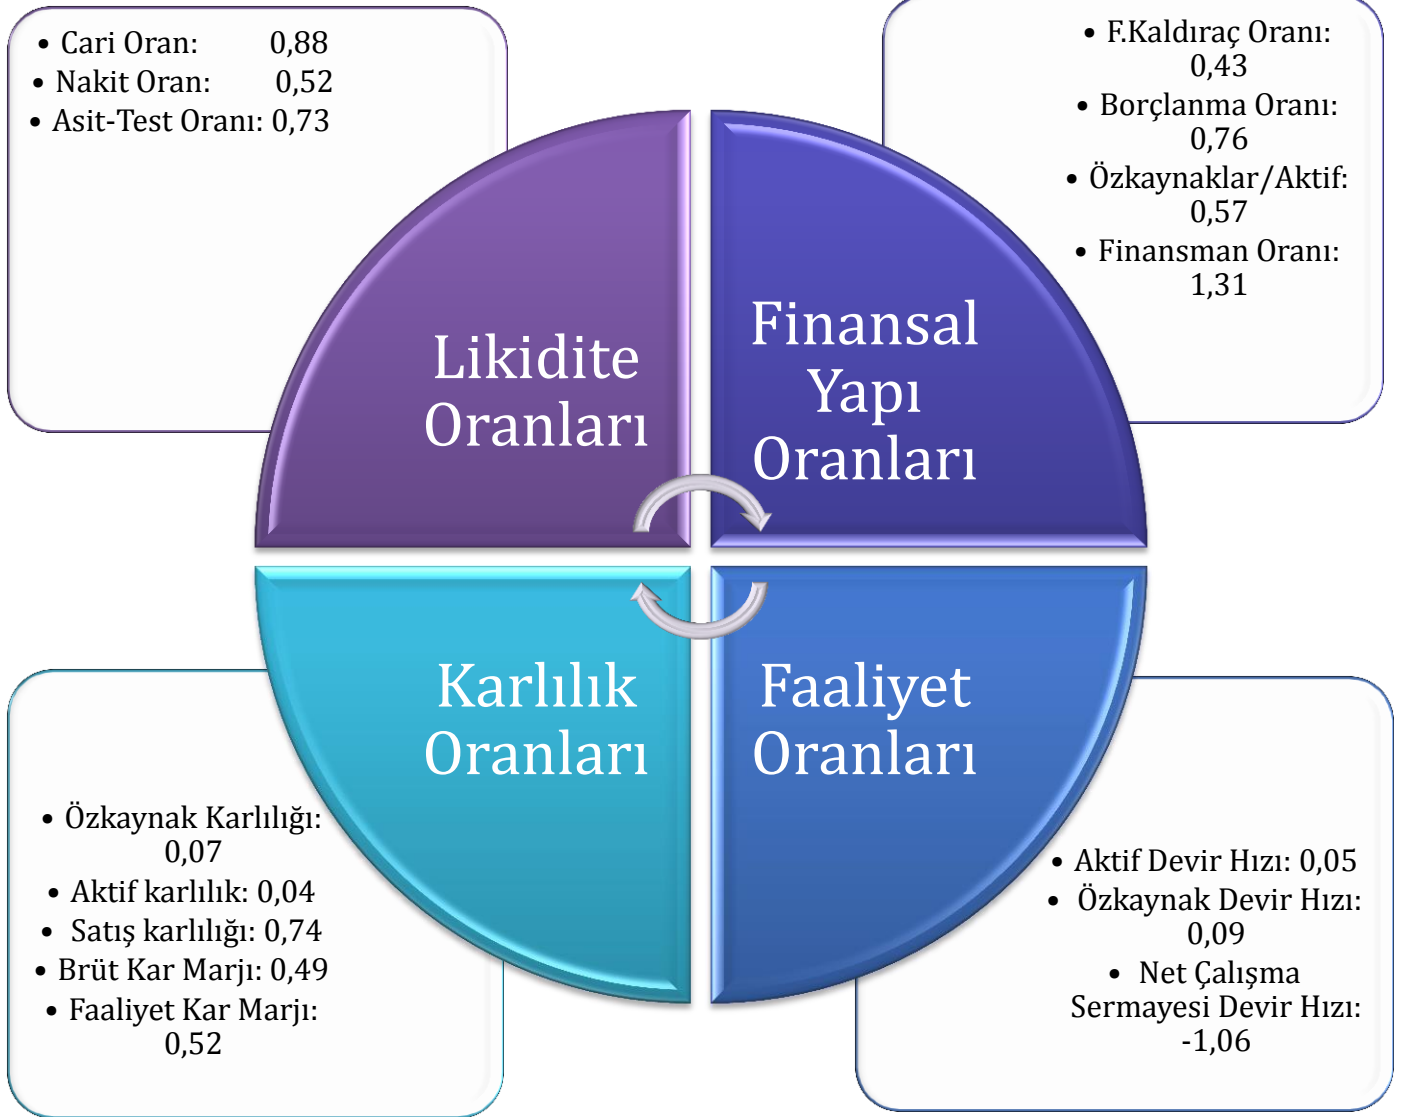 • Cari Oran: 0,88
• Nakit Oran: 0,52
• Asit-Test Oranı: 0,73
• F.Kaldıraç Oranı:
0,43
• Borçlanma Oranı:
0,76
• Özkaynaklar/Aktif:
0,57
• Finansman Oranı:
1,31
Likidite
Oranları
Finansal
Yapı
Oranları
Karlılık
Oranları
Faaliyet
Oranları
• Özkaynak Karlılığı:
0,07
• Aktif karlılık: 0,04
• Satış karlılığı: 0,74
• Brüt Kar Marjı: 0,49
• Faaliyet Kar Marjı:
0,52
• Aktif Devir Hızı: 0,05
• Özkaynak Devir Hızı:
0,09
• Net Çalışma
Sermayesi Devir Hızı:
-1,06